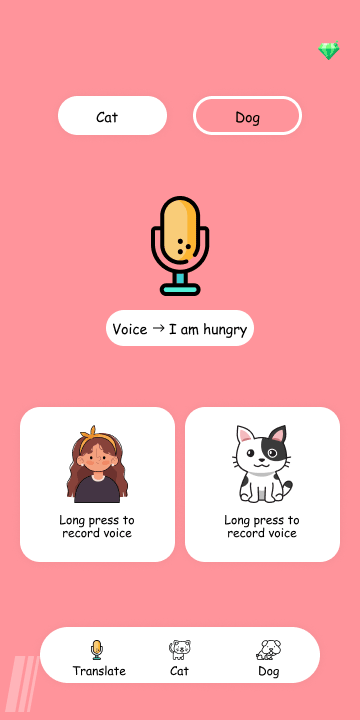 Cat
Dog
Voice → I am hungry
Long press to
record voice
Long press to
record voice
Translate
Cat
Dog